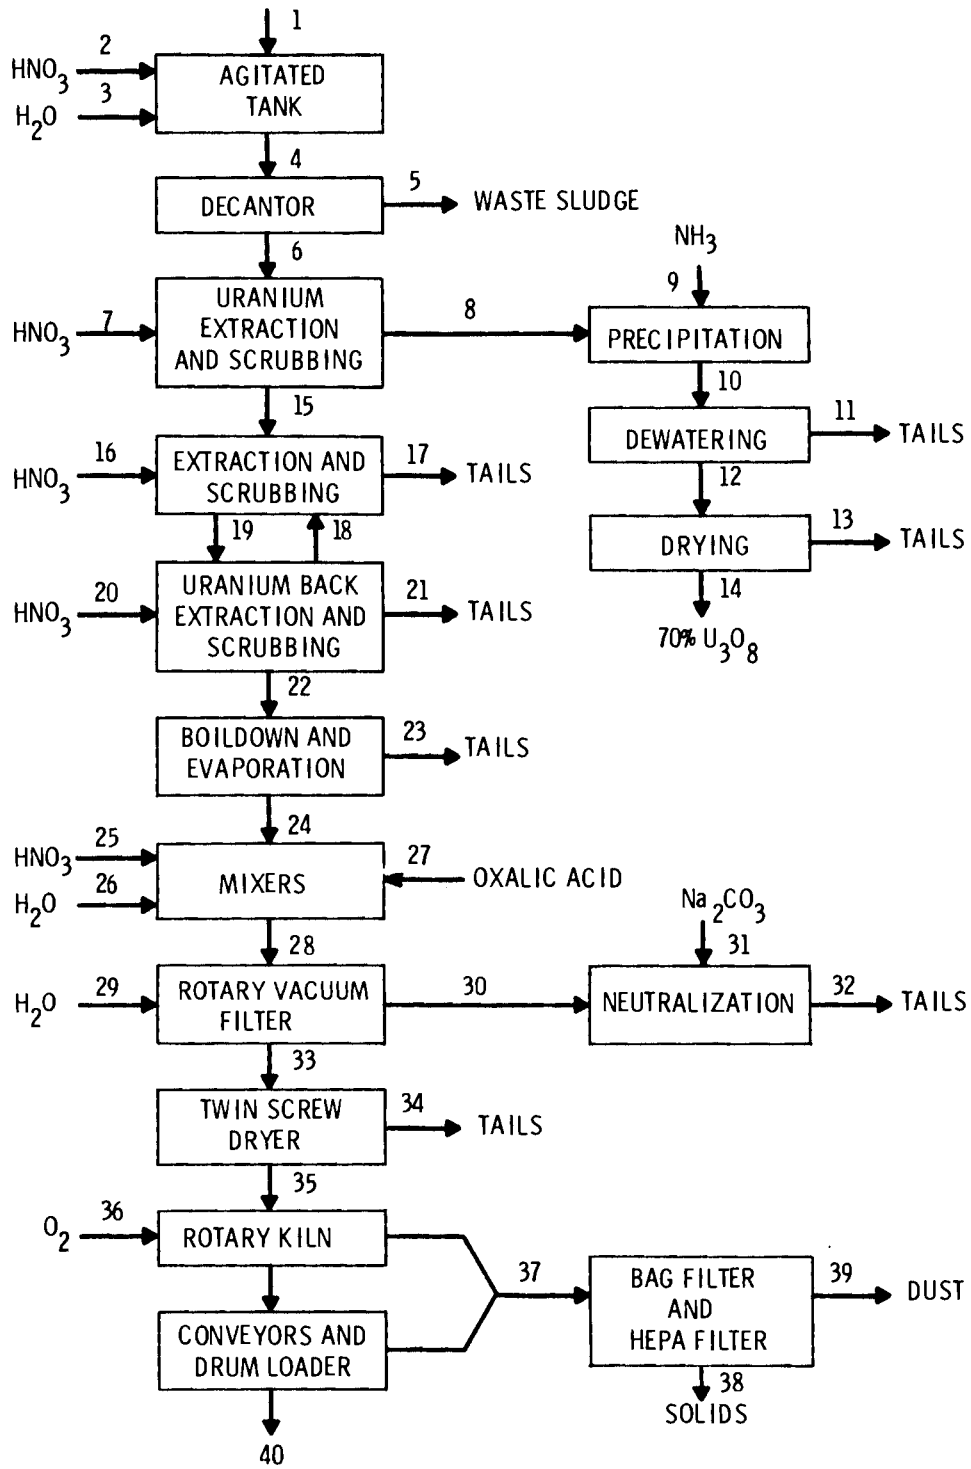 1
2
HNO3
3
H2O
AGITATED
TANK
4
DECANTOR
5
WASTE SLUDGE
6
HNO3
7
URANIUM
EXTRACTION
AND SCRUBBING
8
NH3
9
PRECIPITATION
10
DEWATERING
11
TAILS
12
DRYING
13
TAILS
14
70% U3O8
15
HNO3
16
EXTRACTION AND
SCRUBBING
17
TAILS
19
18
HNO3
20
URANIUM BACK
EXTRACTION AND
SCRUBBING
21
TAILS
22
BOILDOWN AND
EVAPORATION
23
TAILS
24
HNO3
25
H2O
26
MIXERS
27
OXALIC ACID
28
H2O
29
ROTARY VACUUM
FILTER
30
Na2CO3
31
NEUTRALIZATION
32
TAILS
33
TWIN SCREW
DRYER
34
TAILS
35
O2
36
ROTARY KILN
CONVEYORS AND
DRUM LOADER
37
BAG FILTER
AND
HEPA FILTER
39
DUST
38
SOLIDS
40